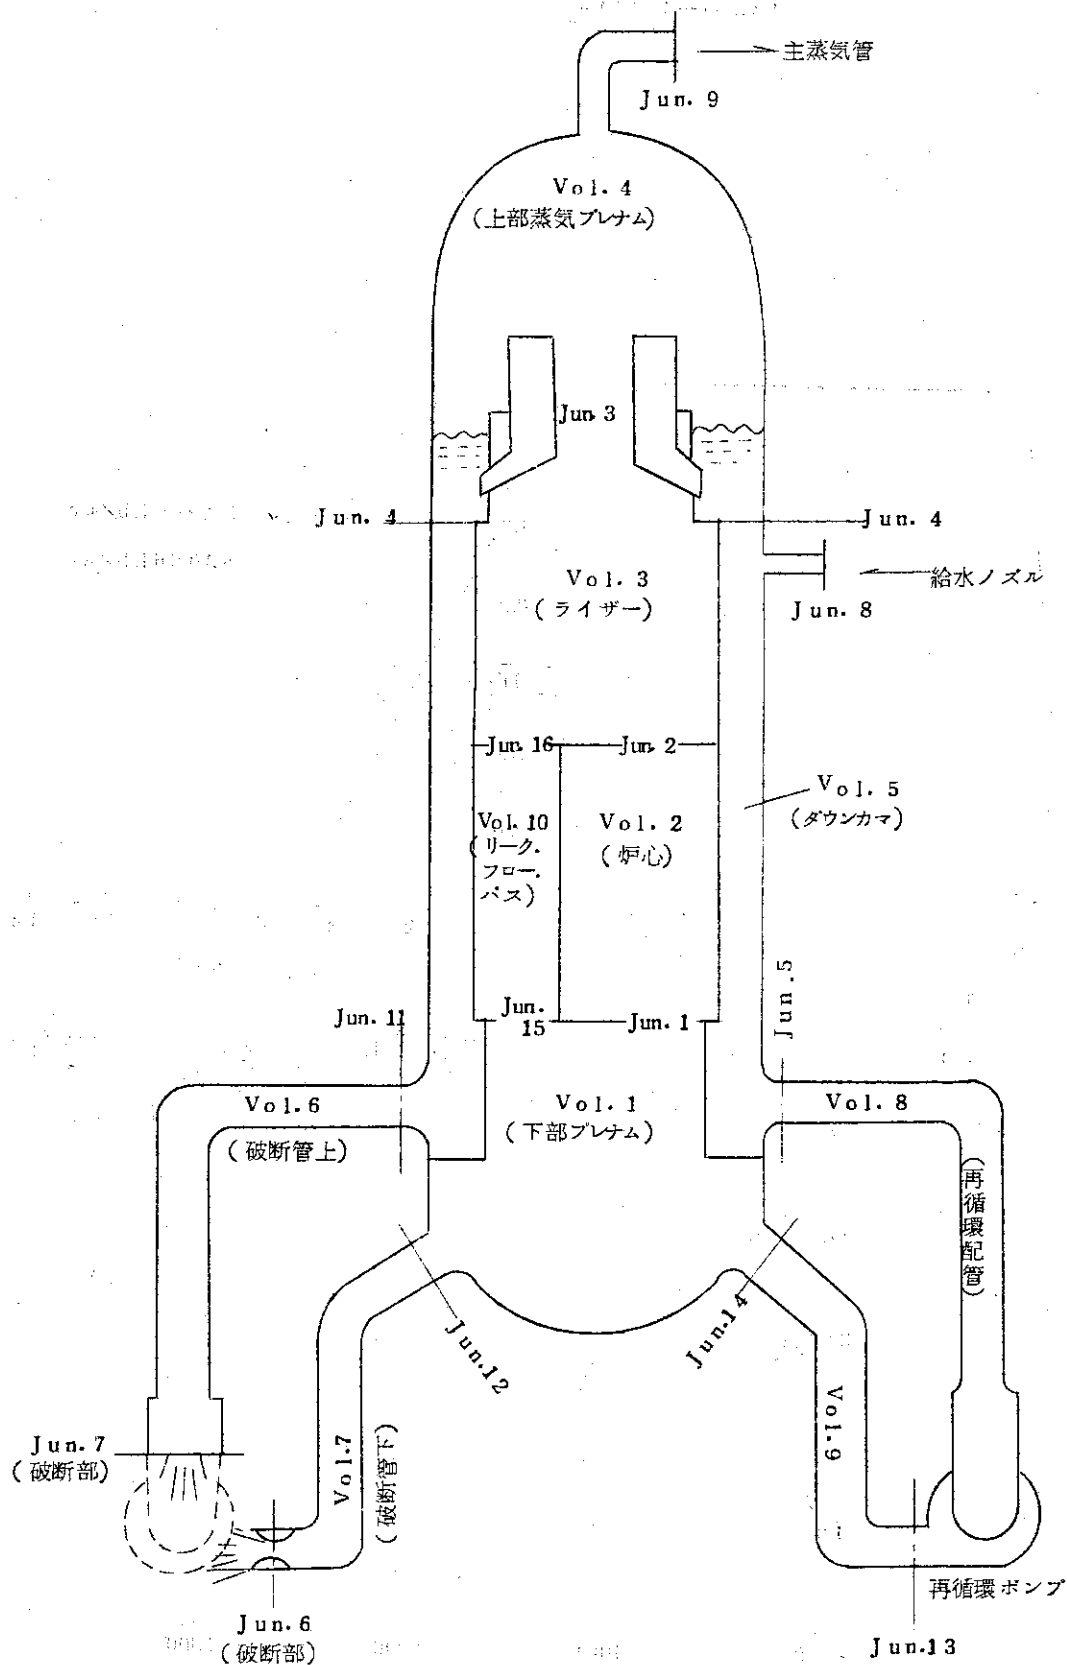 主蒸気管
Jun. 9
Vol. 4
(上部蒸気プレナム)
Jun. 3
Jun. 4
Jun. 4
Vol. 3
(ライザー)
給水ノズル
Jun. 8
Jun. 16
Jun. 2
Vol. 5
(ダウンカマ)
Vol. 10
(リーク.
フロー.
パス)
Vol. 2
(炉心)
Jun. 5
Jun. 11
Jun.
15
Jun. 1
Vol. 6
(破断管上)
Vol. 1
(下部プレナム)
Vol. 8
(再循環配管)
Jun. 12
Jun. 14
Jun. 7
(破断部)
Vol. 7
(破断管下)
Vol. 9
再循環ポンプ
Jun. 6
(破断部)
Jun. 13